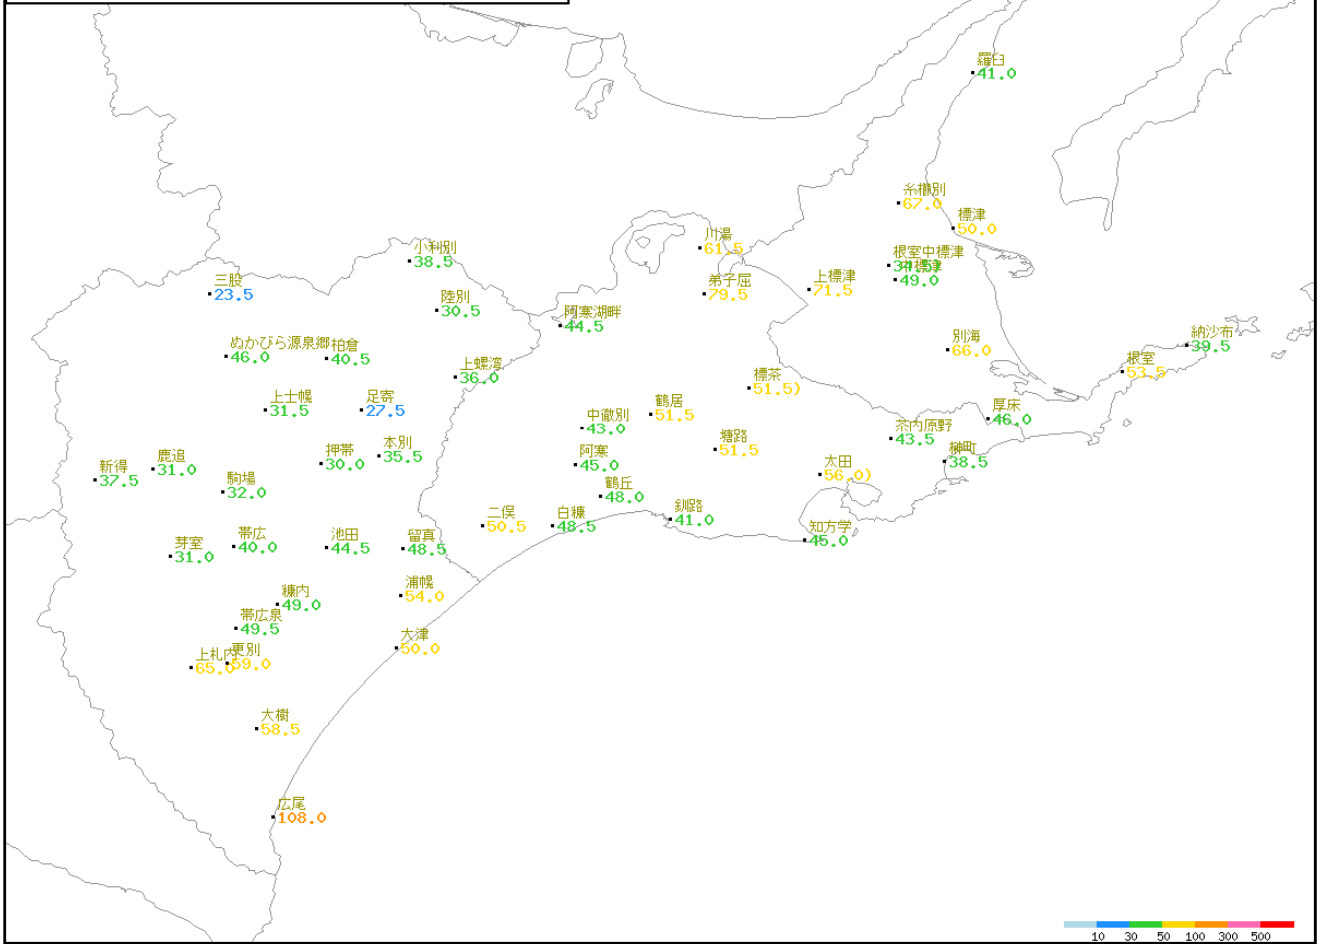 羅臼
41.0
糸櫛別
67.0
標津
50.0
川湯
61.5
小利別
38.5
根室中標津
中標津
49.0
三股
23.5
弟子屈
79.5
上標津
71.5
陸別
30.5
阿寒湖畔
44.5
ぬかびら源泉郷
46.0
柏倉
40.5
別海
66.0
納沙布
39.5
根室
53.5
上螺湾
36.0
標茶
51.5)
上士幌
31.5
足寄
27.5
鶴居
51.5
厚床
46.0
中徹別
43.0
茶内原野
43.5
塘路
51.5
本別
35.5
押帯
30.0
鹿追
31.0
新得
37.5
阿寒
45.0
榊町
38.5
太田
56.0)
駒場
32.0
鶴丘
48.0
二俣
50.5
白糠
48.5
釧路
41.0
知方学
45.0
芽室
31.0
帯広
40.0
池田
44.5
留真
48.5
浦幌
54.0
糠内
49.0
帯広泉
49.5
大津
50.0
上札内
65.0
更別
59.0
大樹
58.5
広尾
108.0
10 30 50 100 300 500